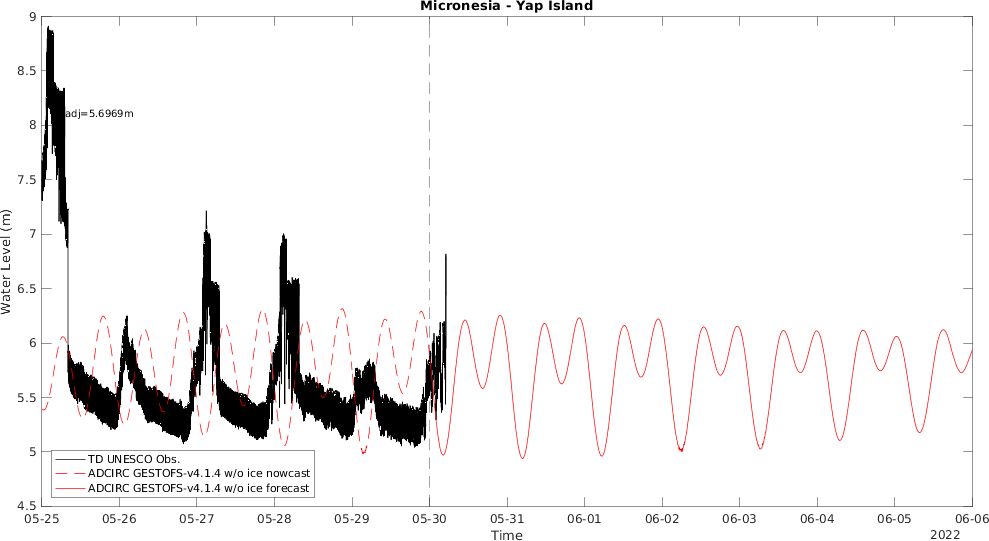 Micronesia - Yap Island
9
8.5
8
7.5
7
6.5
6
5.5
5
4.5
Water Level (m)
adj=5.6969m
TD UNESCO Obs.
ADCIRC GESTOFS-v4.1.4 w/o ice nowcast
ADCIRC GESTOFS-v4.1.4 w/o ice forecast
05-25 05-26 05-27 05-28 05-29 05-30 05-31 06-01 06-02 06-03 06-04 06-05 06-06
Time
2022